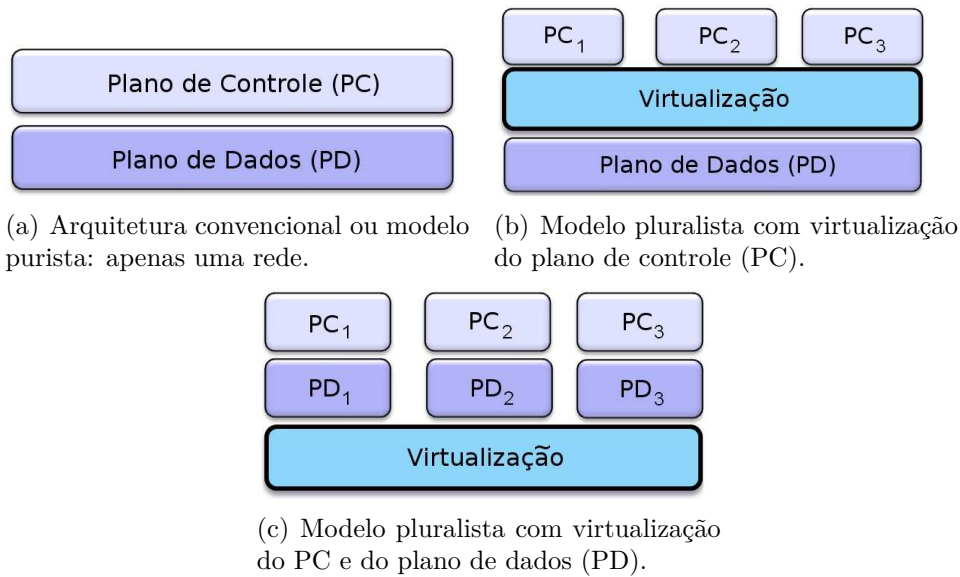 Plano de Controle (PC)
Plano de Dados (PD)
(a) Arquitetura convencional ou modelo
purista: apenas uma rede.
PC1 PC2 PC3
Virtualização
Plano de Dados (PD)
(b) Modelo pluralista com virtualização
do plano de controle (PC).
PC1 PC2 PC3
PD1 PD2 PD3
Virtualização
(c) Modelo pluralista com virtualização
do PC e do plano de dados (PD).